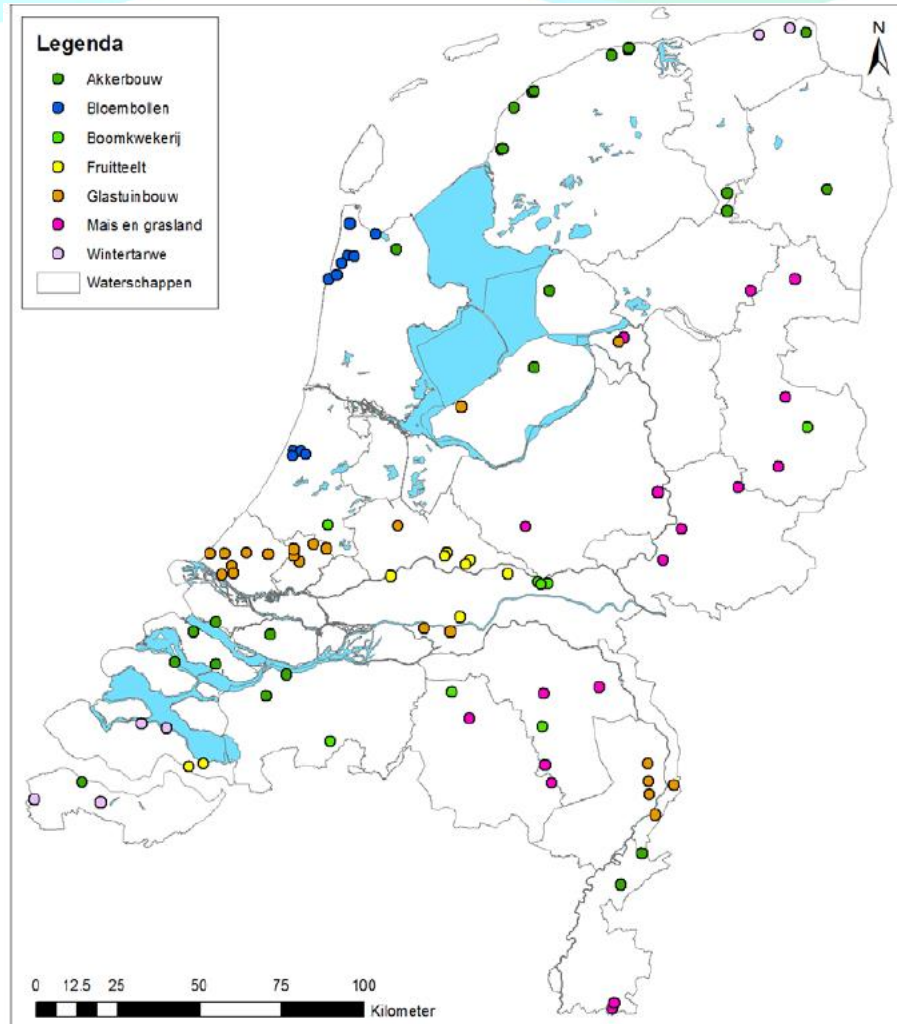 Legenda
Akkerbouw
Bloembollen
Boomkwekerij
Fruitteelt
Glastuinbouw
Mais en grasland
Wintertarwe
Waterschappen
N
0 12.5 25 50 75 100
Kilometer